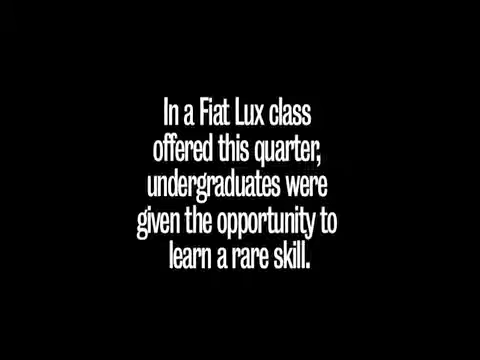 In a Fiat Lux class
offered this quarter,
undergraduates were
given the opportunity to
learn a rare skill.